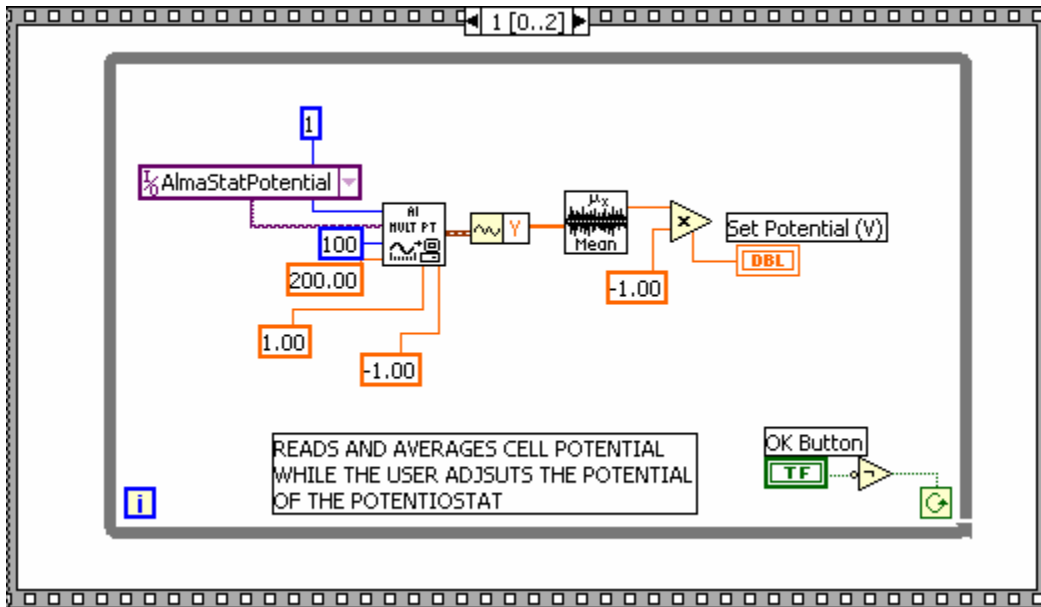 1 [0..2]
1
I/O AlmaStatPotential
AI
MULT PT
100
200.00
1.00
-1.00
Y
μx
Mean
x
-1.00
Set Potential (V)
DBL
READS AND AVERAGES CELL POTENTIAL
WHILE THE USER ADJSUTS THE POTENTIAL
OF THE POTENTIOSTAT
OK Button
TF
i